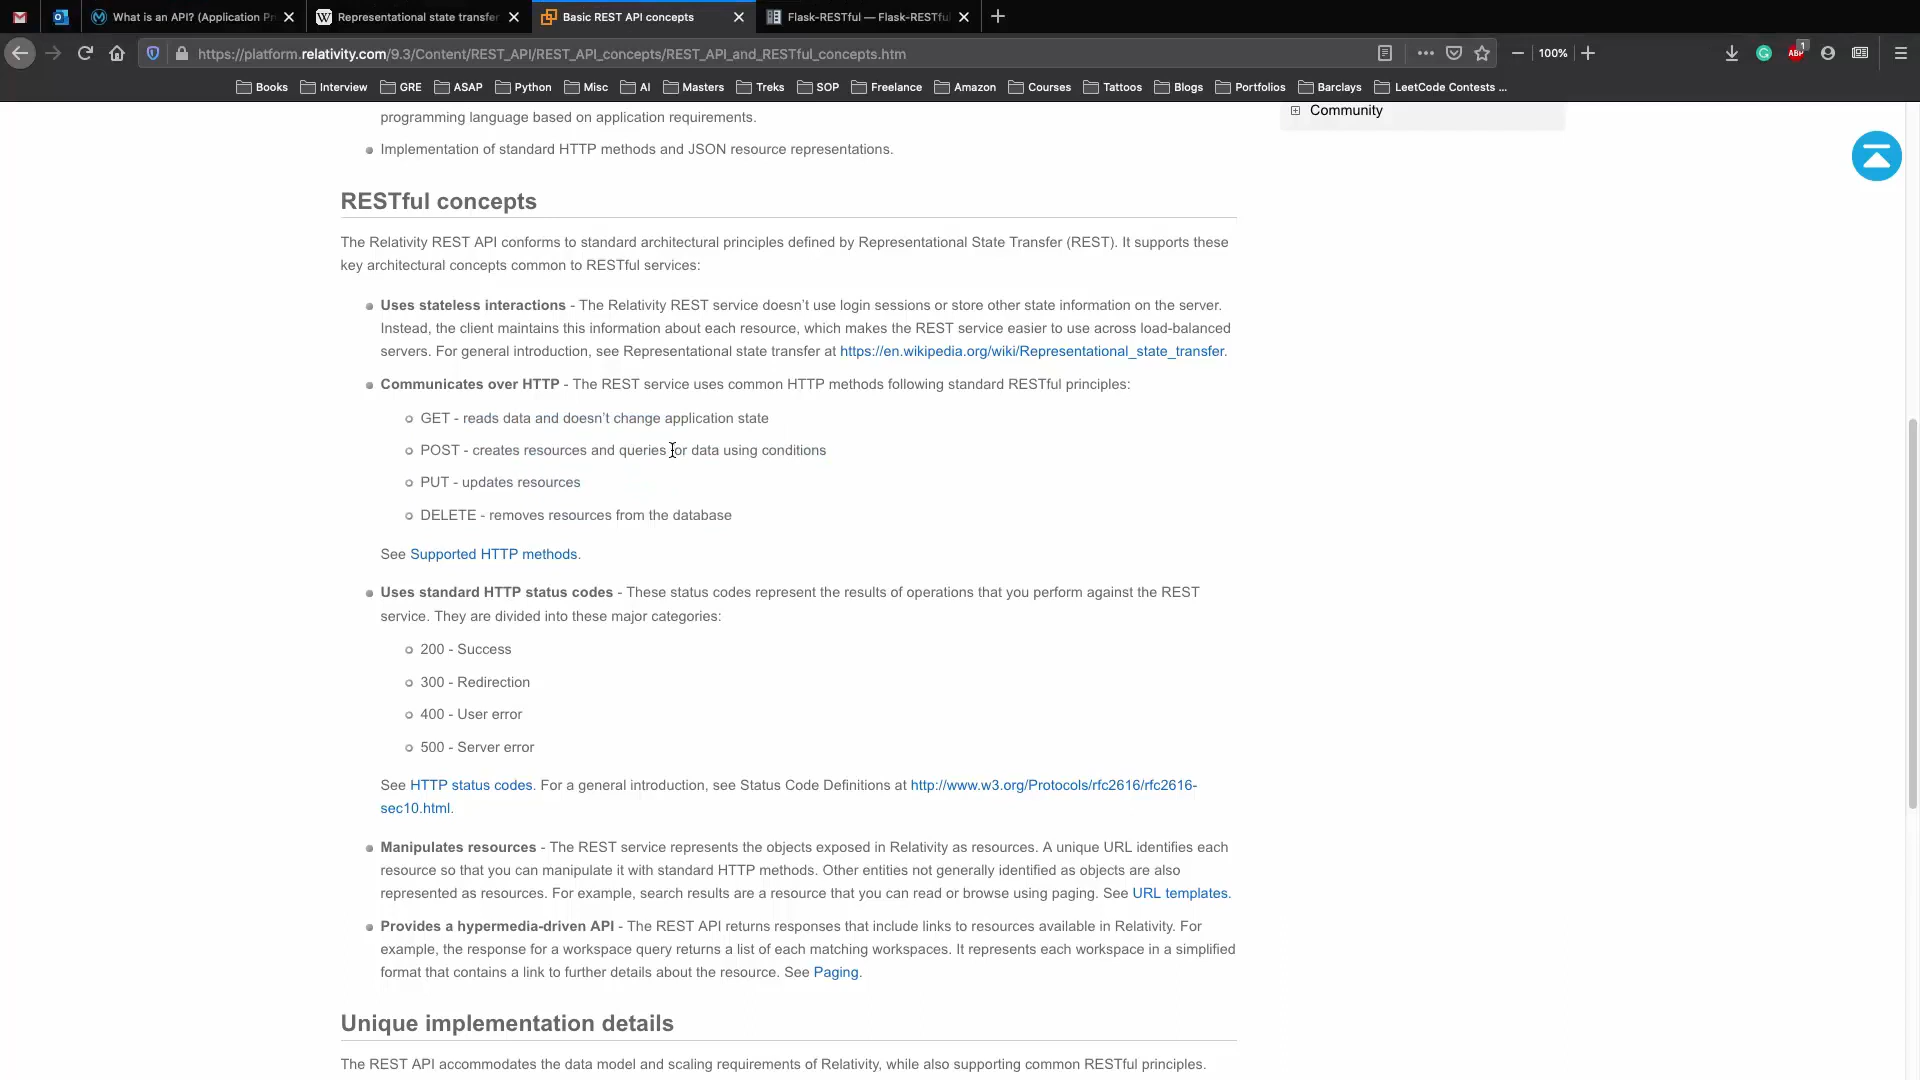 What is an API? (Application Pr
Representational state transfer
Basic REST API concepts
Flask-RESTful — Flask-RESTful
https://platform.relativity.com/9.3/Content/REST_API/REST_API_concepts/REST_API_and_RESTful_concepts.htm
100%
ABP
1
Books
Interview
GRE
ASAP
Python
Misc
AI
Masters
Treks
SOP
Freelance
Amazon
Courses
Tattoos
Blogs
Portfolios
Barclays
LeetCode Contests ...
programming language based on application requirements.
Community
Implementation of standard HTTP methods and JSON resource representations.
RESTful concepts
The Relativity REST API conforms to standard architectural principles defined by Representational State Transfer (REST). It supports these
key architectural concepts common to RESTful services:
Uses stateless interactions - The Relativity REST service doesn't use login sessions or store other state information on the server.
Instead, the client maintains this information about each resource, which makes the REST service easier to use across load-balanced
servers. For general introduction, see Representational state transfer at https://en.wikipedia.org/wiki/Representational_state_transfer.
Communicates over HTTP - The REST service uses common HTTP methods following standard RESTful principles:
GET - reads data and doesn't change application state
POST - creates resources and queries for data using conditions
PUT - updates resources
DELETE - removes resources from the database
See Supported HTTP methods.
Uses standard HTTP status codes - These status codes represent the results of operations that you perform against the REST
service. They are divided into these major categories:
200 - Success
300 - Redirection
400 - User error
500 - Server error
See HTTP status codes. For a general introduction, see Status Code Definitions at http://www.w3.org/Protocols/rfc2616/rfc2616-
sec10.html.
Manipulates resources - The REST service represents the objects exposed in Relativity as resources. A unique URL identifies each
resource so that you can manipulate it with standard HTTP methods. Other entities not generally identified as objects are also
represented as resources. For example, search results are a resource that you can read or browse using paging. See URL templates.
Provides a hypermedia-driven API - The REST API returns responses that include links to resources available in Relativity. For
example, the response for a workspace query returns a list of each matching workspaces. It represents each workspace in a simplified
format that contains a link to further details about the resource. See Paging.
Unique implementation details
The REST API accommodates the data model and scaling requirements of Relativity, while also supporting common RESTful principles.